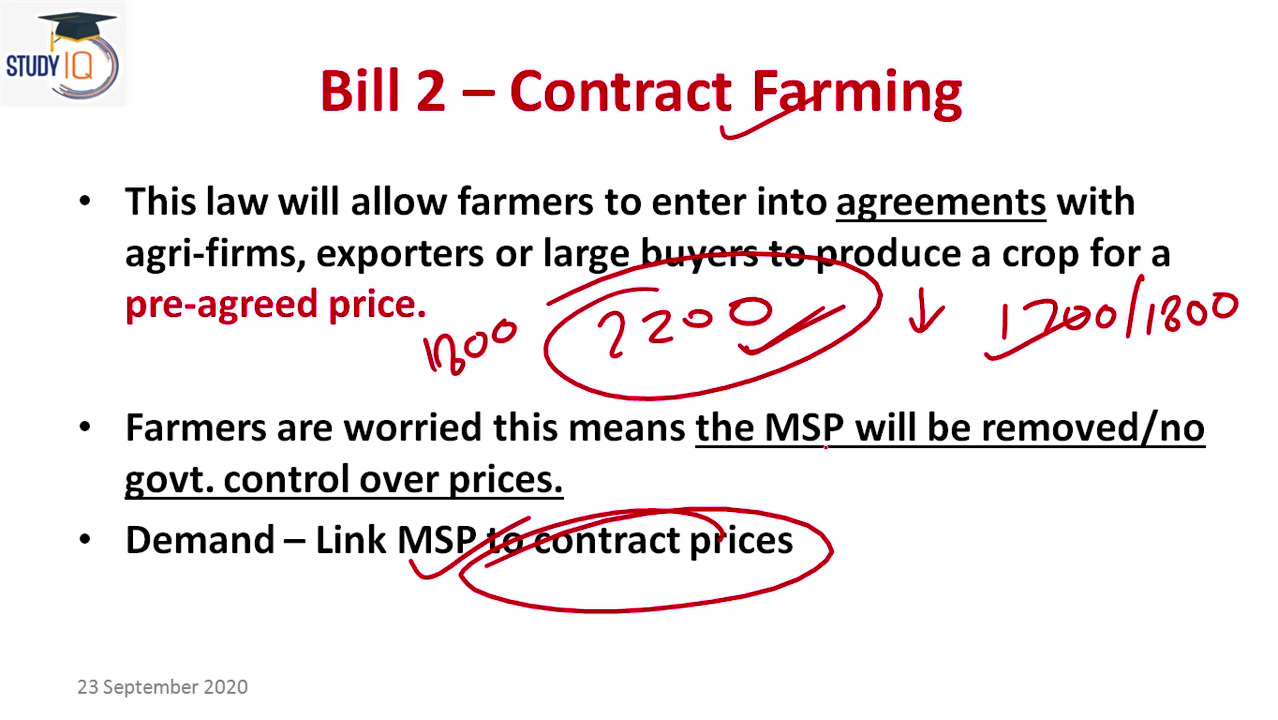 STUDY IQ
Bill 2 – Contract Farming
• This law will allow farmers to enter into agreements with
agri-firms, exporters or large buyers to produce a crop for a
pre-agreed price.
1800 2200 ↓ 1700/1800
• Farmers are worried this means the MSP will be removed/no
govt. control over prices.
• Demand – Link MSP to contract prices
23 September 2020